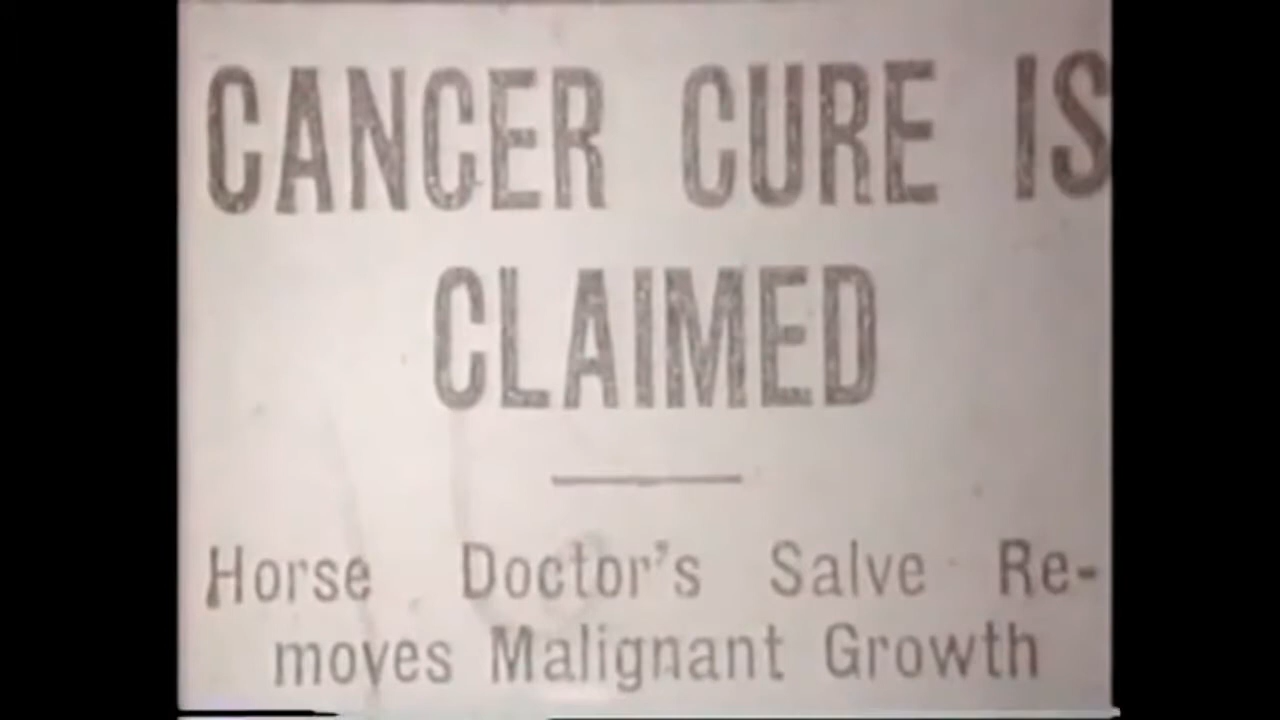 CANCER CURE IS
CLAIMED
Horse Doctor's Salve Re-
moves Malignant Growth